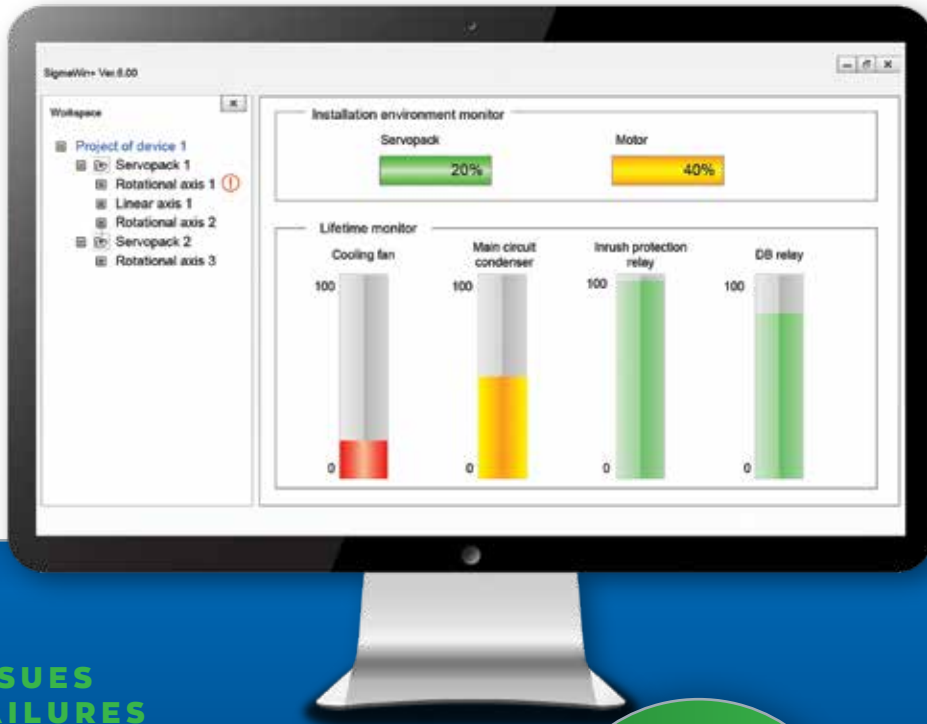 SigmaWin+ Ver.6.00
Workspace
Project of device 1
Servopack 1
Rotational axis 1
Linear axis 1
Rotational axis 2
Servopack 2
Rotational axis 3
Installation environment monitor
Servopack
Motor
20%
40%
Lifetime monitor
Cooling fan
Main circuit
condenser
Inrush protection
relay
DB relay
100
100
100
100
0
0
0
0
SUES
AILURES